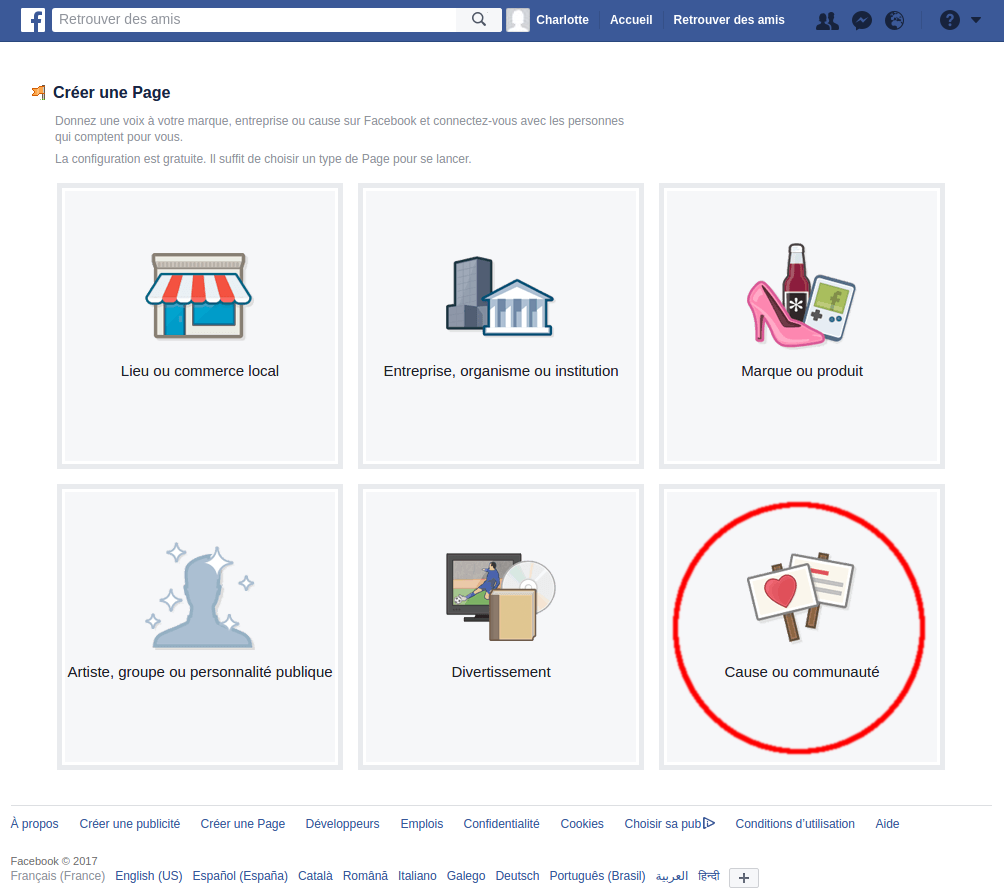 Retrouver des amis Charlotte Accueil Retrouver des amis
Créer une Page
Donnez une voix à votre marque, entreprise ou cause sur Facebook et connectez-vous avec les personnes
qui comptent pour vous.
La configuration est gratuite. Il suffit de choisir un type de Page pour se lancer.
Lieu ou commerce local
Entreprise, organisme ou institution
Marque ou produit
Artiste, groupe ou personnalité publique
Divertissement
Cause ou communauté
À propos Créer une publicité Créer une Page Développeurs Emplois Confidentialité Cookies Choisir sa pub Conditions d’utilisation Aide
Facebook © 2017
Français (France) English (US) Español (España) Català Română Italiano Galego Deutsch Português (Brasil) العربية हिन्दी